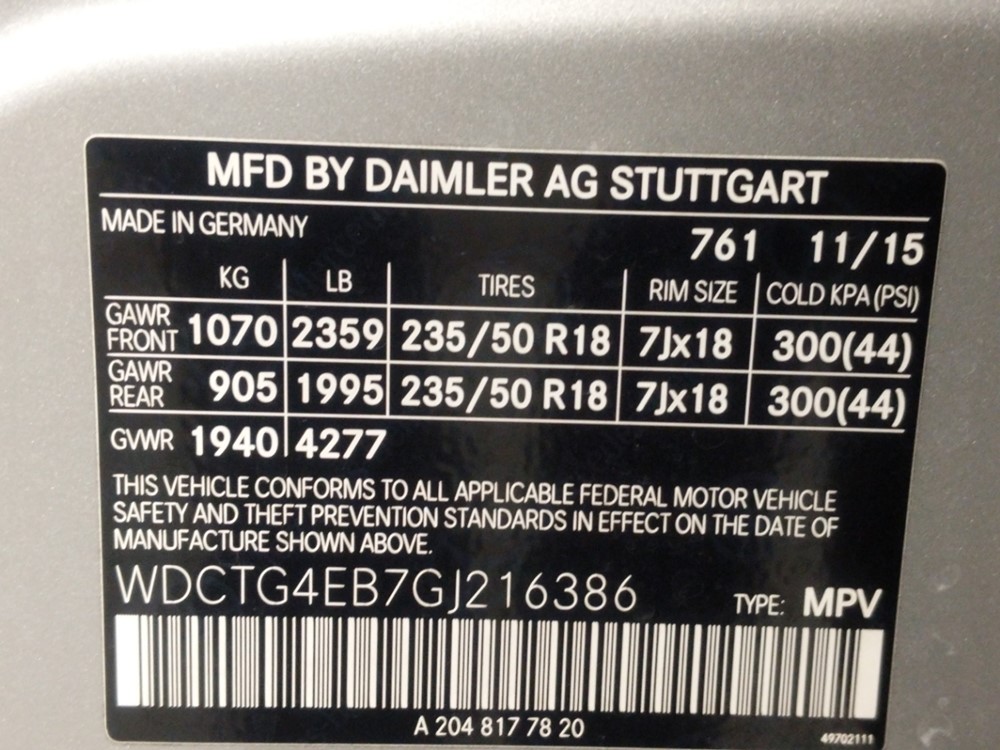 MFD BY DAIMLER AG STUTTGART
MADE IN GERMANY
761 11/15
KG LB TIRES RIM SIZE COLD KPA (PSI)
GAWR FRONT 1070 2359 235/50 R18 7Jx18 300(44)
GAWR REAR 905 1995 235/50 R18 7Jx18 300(44)
GVWR 1940 4277
THIS VEHICLE CONFORMS TO ALL APPLICABLE FEDERAL MOTOR VEHICLE
SAFETY AND THEFT PREVENTION STANDARDS IN EFFECT ON THE DATE OF
MANUFACTURE SHOWN ABOVE.
WDCTG4EB7GJ216386 TYPE: MPV
A 204 817 78 20
49702111